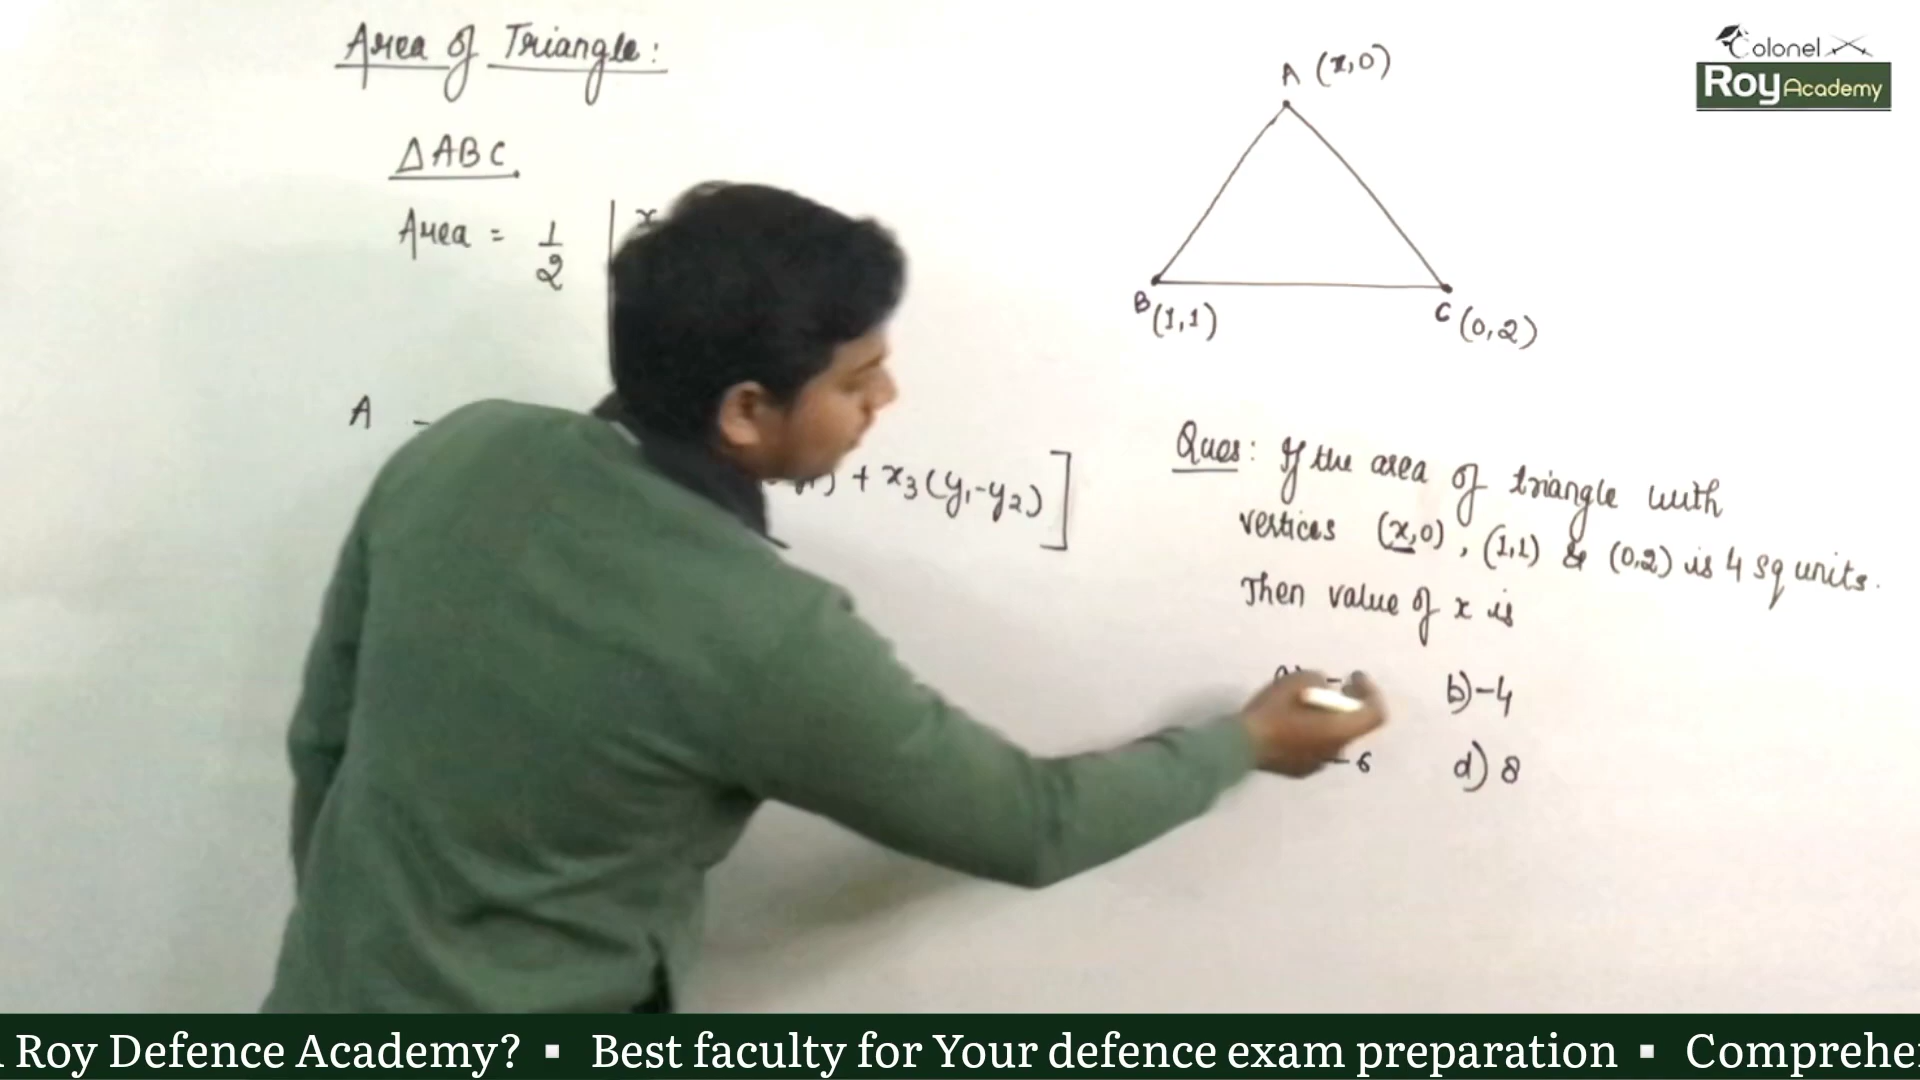 Area of Triangle:
ΔABC
Area = 1/2 | x
A
+ x₃(y₁-y₂)]
A (x,0)
B (1,1)
C (0,2)
Ques: If the area of triangle with
vertices (x,0), (1,1) & (0,2) is 4 sq units.
Then value of x is
b) -4
-6 d) 8
Colonel
Roy Academy
Roy Defence Academy? ▪ Best faculty for Your defence exam preparation ▪